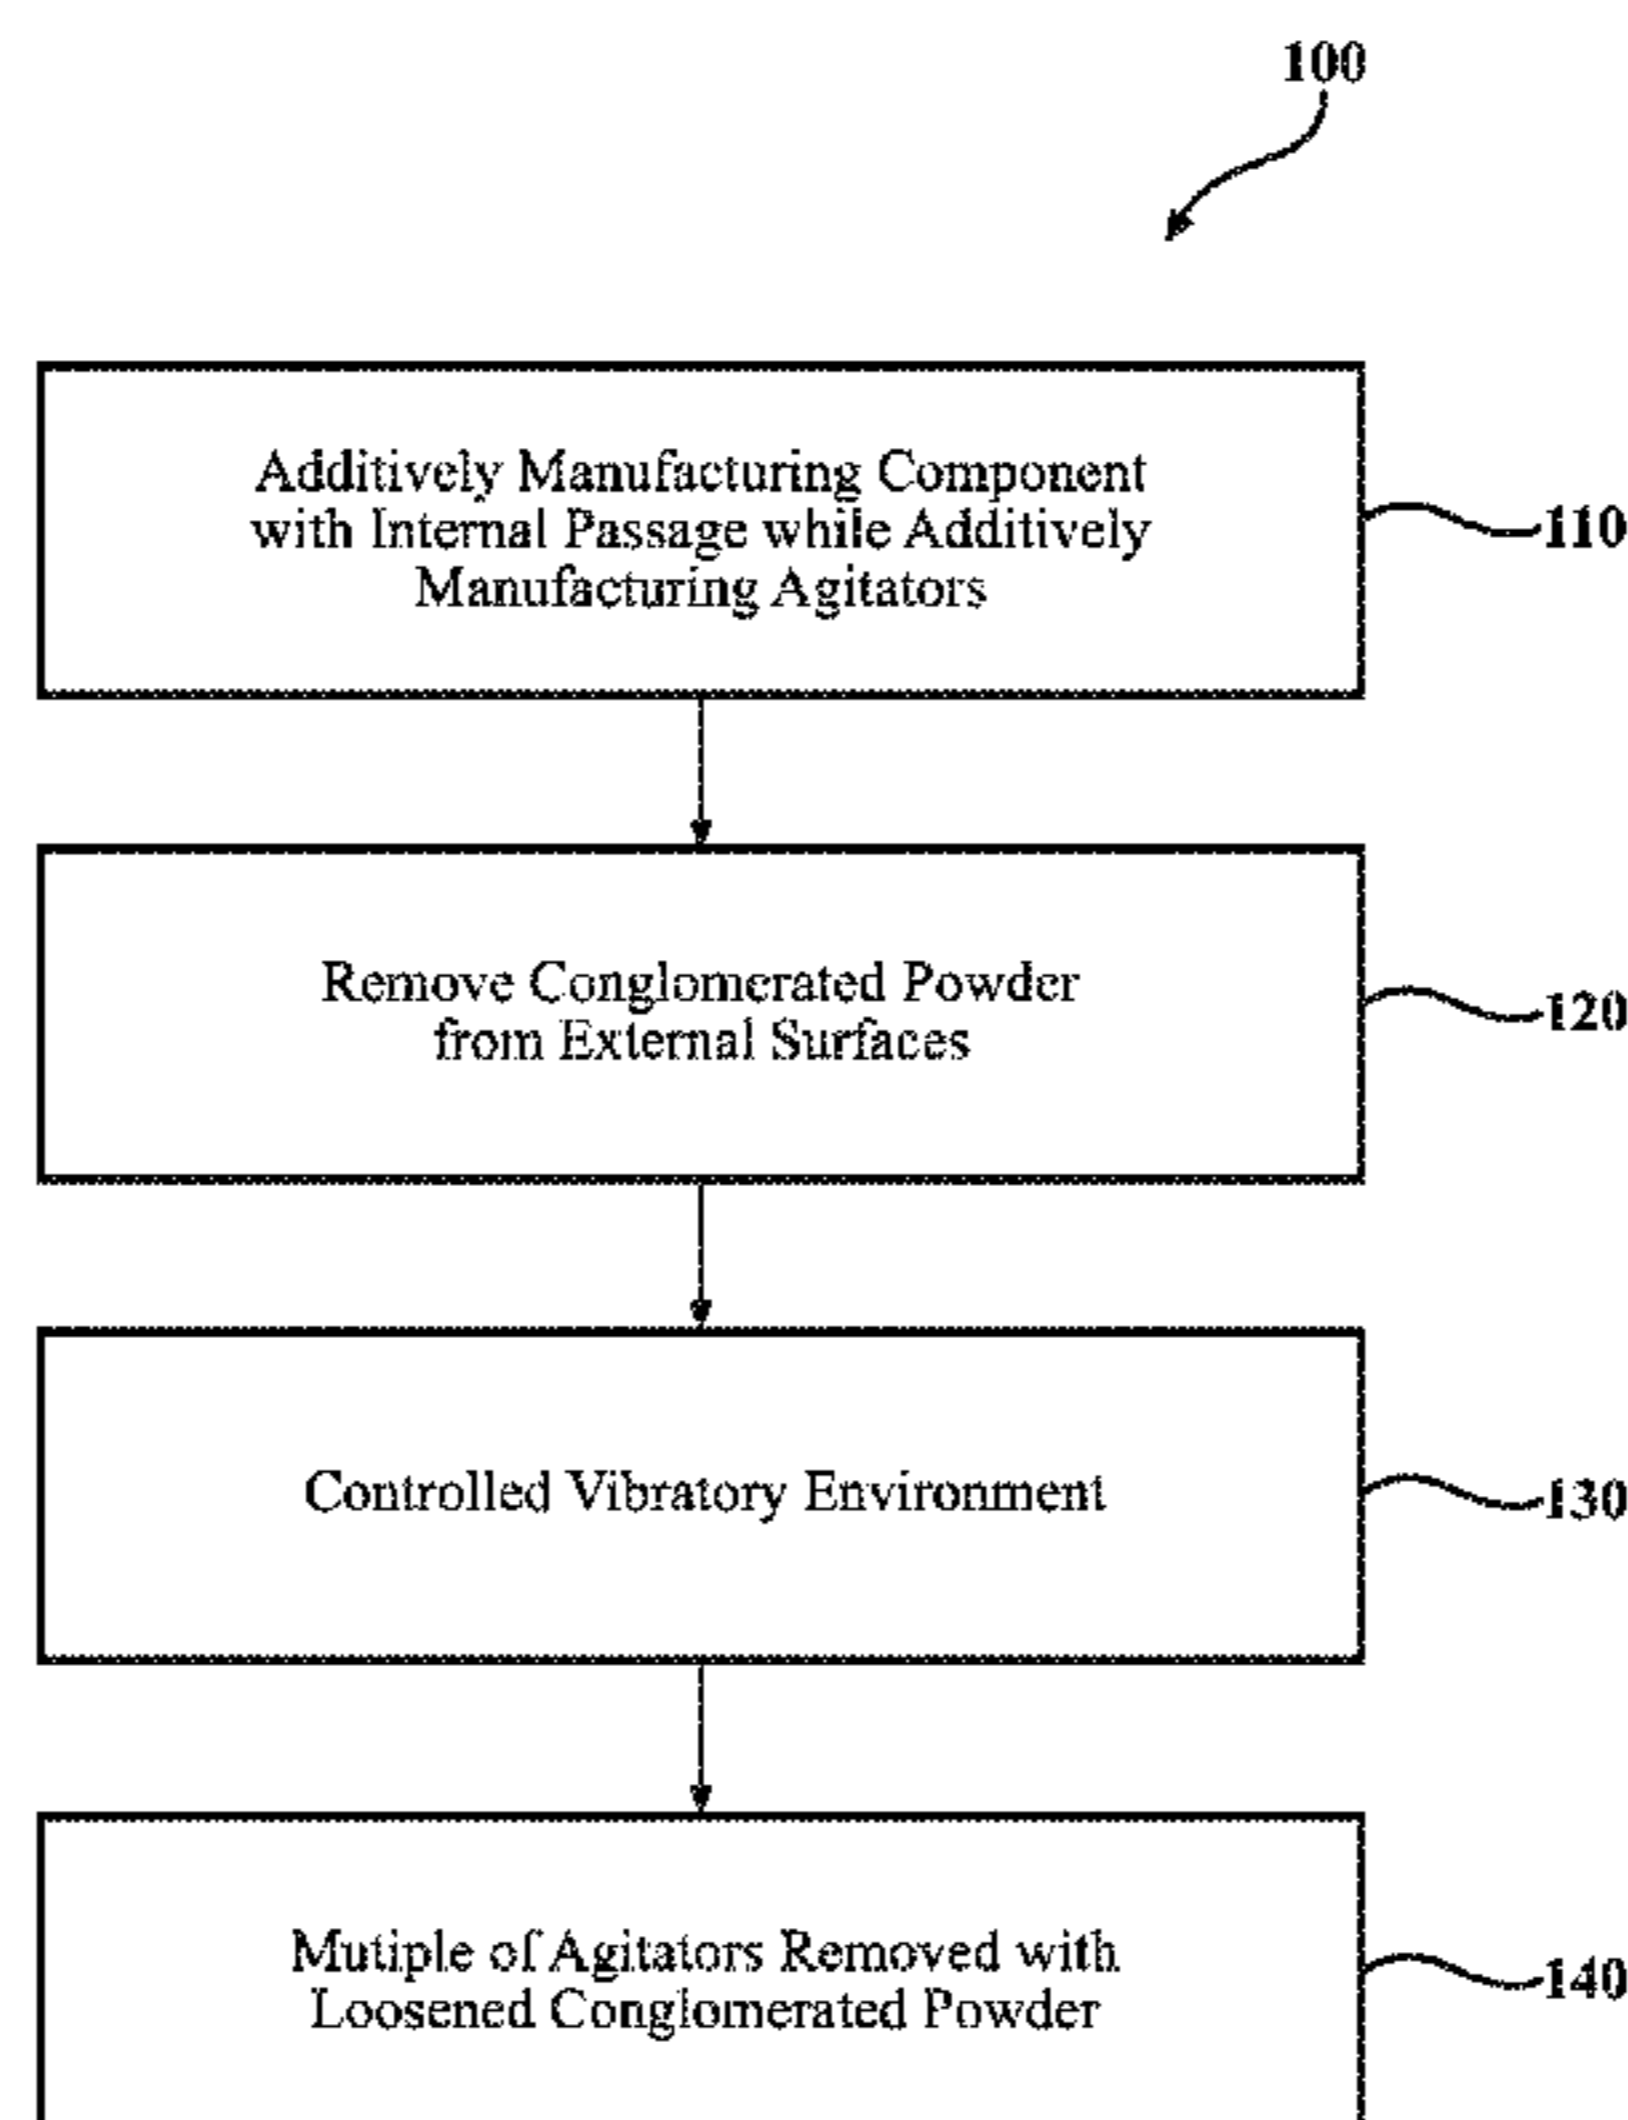 100
Additively Manufacturing Component
with Internal Passage while Additively
Manufacturing Agitators
110
Remove Conglomerated Powder
from External Surfaces
120
Controlled Vibratory Environment
130
Mutiple of Agitators Removed with
Loosened Conglomerated Powder
140